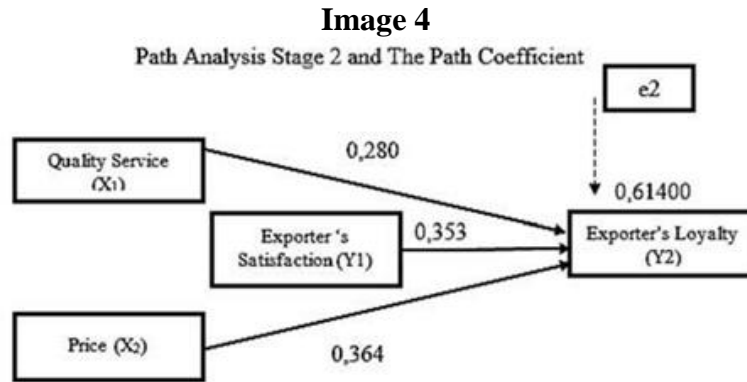 Image 4
Path Analysis Stage 2 and The Path Coefficient
e2
Quality Service
(X1)
0,280
0,61400
Exporter‘s
Satisfaction (Y1)
0,353
Exporter's Loyalty
(Y2)
Price (X2)
0,364